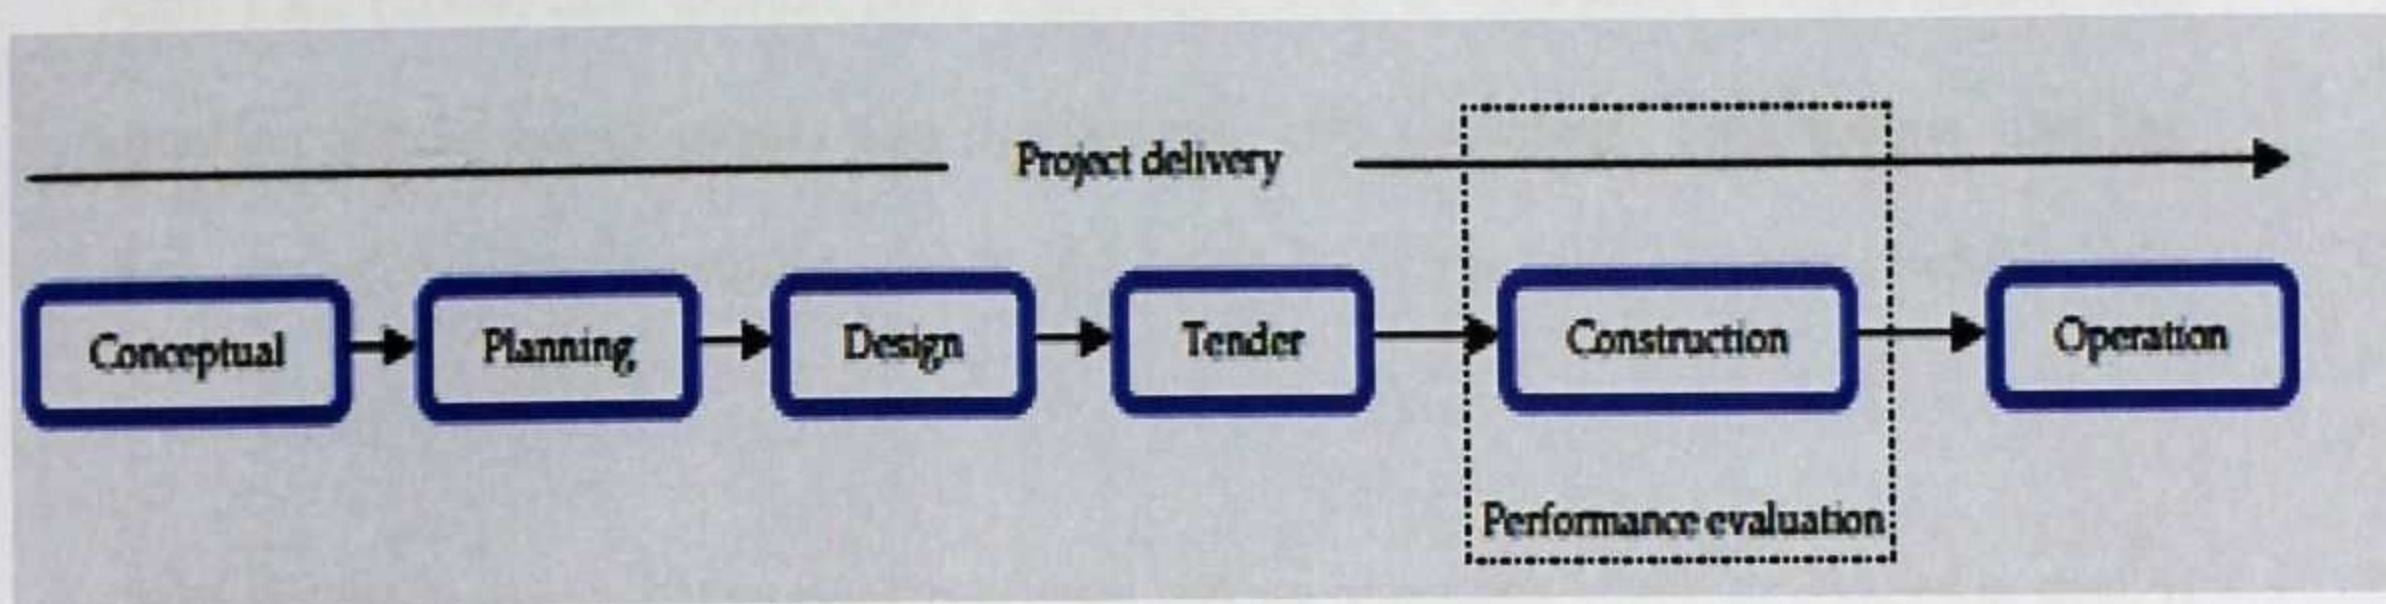 Project delivery
Conceptual
Planning
Design
Tender
Construction
Operation
Performance evaluation